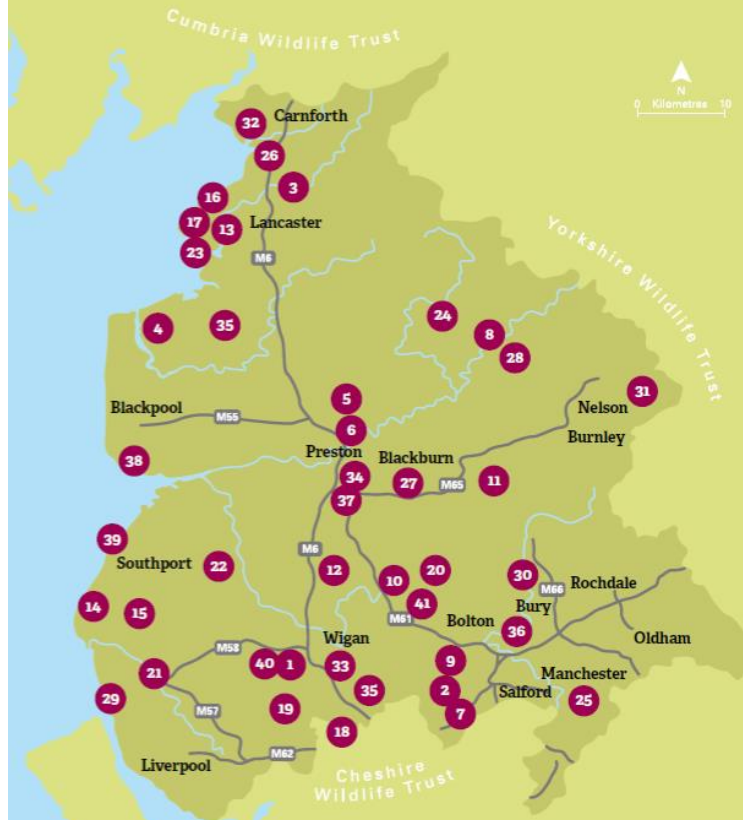 Cumbria Wildlife Trust
N
0 Kilometres 10
32
Carnforth
26
3
16
17
13
Lancaster
23
M6
Yorkshire Wildlife Trust
4
35
24
8
28
5
31
Nelson
Blackpool
M55
6
Burnley
Preston
38
Blackburn
34
27
M65
11
37
39
Southport
22
M6
12
10
20
30
M66
Rochdale
14
15
41
M61
Bolton
Bury
36
Oldham
M58
Wigan
40
1
33
9
Manchester
21
35
2
Salford
25
29
M57
19
7
18
Liverpool
M62
Cheshire
Wildlife Trust